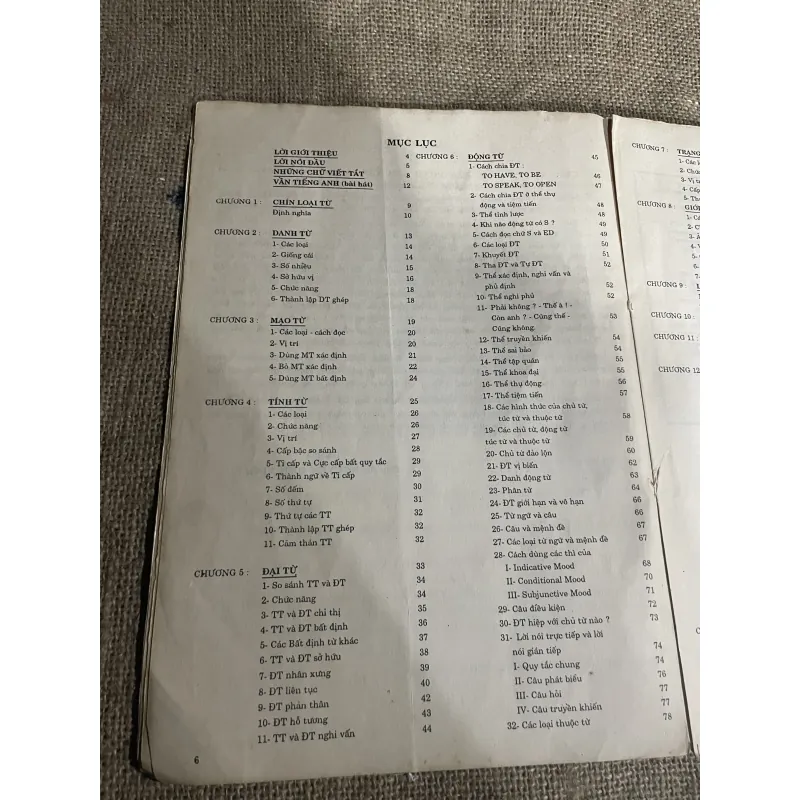 MỤC LỤC
LỜI GIỚI THIỆU 4
LỜI NÓI ĐẦU 5
NHỮNG CHỮ VIẾT TẮT 8
VẦN TIẾNG ANH (bài hát) 12
CHƯƠNG 1 : CHÍN LOẠI TỪ 9
Định nghĩa 10
CHƯƠNG 2 : DANH TỪ 13
1- Các loại 14
2- Giống cái 14
3- Số nhiều 15
4- Sở hữu vị 16
5- Chức năng 18
6- Thành lập DT ghép 18
CHƯƠNG 3 : MẠO TỪ 19
1- Các loại - cách đọc 20
2- Vị trí 20
3- Dùng MT xác định 21
4- Bỏ MT xác định 22
5- Dùng MT bất định 24
CHƯƠNG 4 : TÍNH TỪ 25
1- Các loại 26
2- Chức năng 26
3- Vị trí 27
4- Cấp bậc so sánh 28
5- Tỉ cấp và Cực cấp bất quy tắc 29
6- Thành ngữ về Tỉ cấp 29
7- Số đếm 30
8- Số thứ tự 31
9- Thứ tự các TT 32
10- Thành lập TT ghép 32
11- Cảm thán TT 32
CHƯƠNG 5 : ĐẠI TỪ 33
1- So sánh TT và ĐT 34
2- Chức năng 34
3- TT và ĐT chỉ thị 35
4- TT và ĐT bất định 36
5- Các Bất định từ khác 37
6- TT và ĐT sở hữu 38
7- ĐT nhân xưng 39
8- ĐT liên tục 40
9- ĐT phản thân 42
10- ĐT hỗ tương 43
11- TT và ĐT nghi vấn 44
6
CHƯƠNG 6 : ĐỘNG TỪ 45
1- Cách chia ĐT :
TO HAVE, TO BE 46
TO SPEAK, TO OPEN 47
2- Cách chia ĐT ở thể thụ
động và tiệm tiến 48
3- Thể tỉnh lược 48
4- Khi nào động từ có S ? 49
5- Cách đọc chữ S và ED 49
6- Các loại ĐT 50
7- Khuyết ĐT 51
8- Tha ĐT và Tự ĐT 52
9- Thể xác định, nghi vấn và
phủ định 52
10- Thể nghi phủ 52
11- Phải không ? - Thế à ! -
Còn anh ? - Cũng thế -
Cũng không. 53
12- Thể truyền khiến 54
13- Thể sai bảo 54
14- Thể tập quán 55
15- Thể khoa đại 55
16- Thể thụ động 56
17- Thể tiệm tiến 57
18- Các hình thức của chủ từ,
túc từ và thuộc từ 58
19- Các chủ từ, động từ
túc từ và thuộc từ 59
20- Chủ từ đảo lộn 60
21- ĐT vị biến 62
22- Danh động từ 63
23- Phân từ 64
24- ĐT giới hạn và vô hạn 66
25- Từ ngữ và câu 66
26- Câu và mệnh đề 67
27- Các loại từ ngữ và mệnh đề 67
28- Cách dùng các thì của
I- Indicative Mood 68
II- Conditional Mood 70
III- Subjunctive Mood 71
29- Câu điều kiện 72
30- ĐT hiệp với chủ từ nào ? 73
31- Lời nói trực tiếp và lời
nói gián tiếp 74
I- Quy tắc chung 74
II- Câu phát biểu 76
III- Câu hỏi 77
IV- Câu truyền khiến 77
32- Các loại thuộc từ 78
CHƯƠNG 7 :
CHƯƠNG 8 :
CHƯƠNG 9 :
CHƯƠNG 10 :
CHƯƠNG 11 :
CHƯƠNG 12